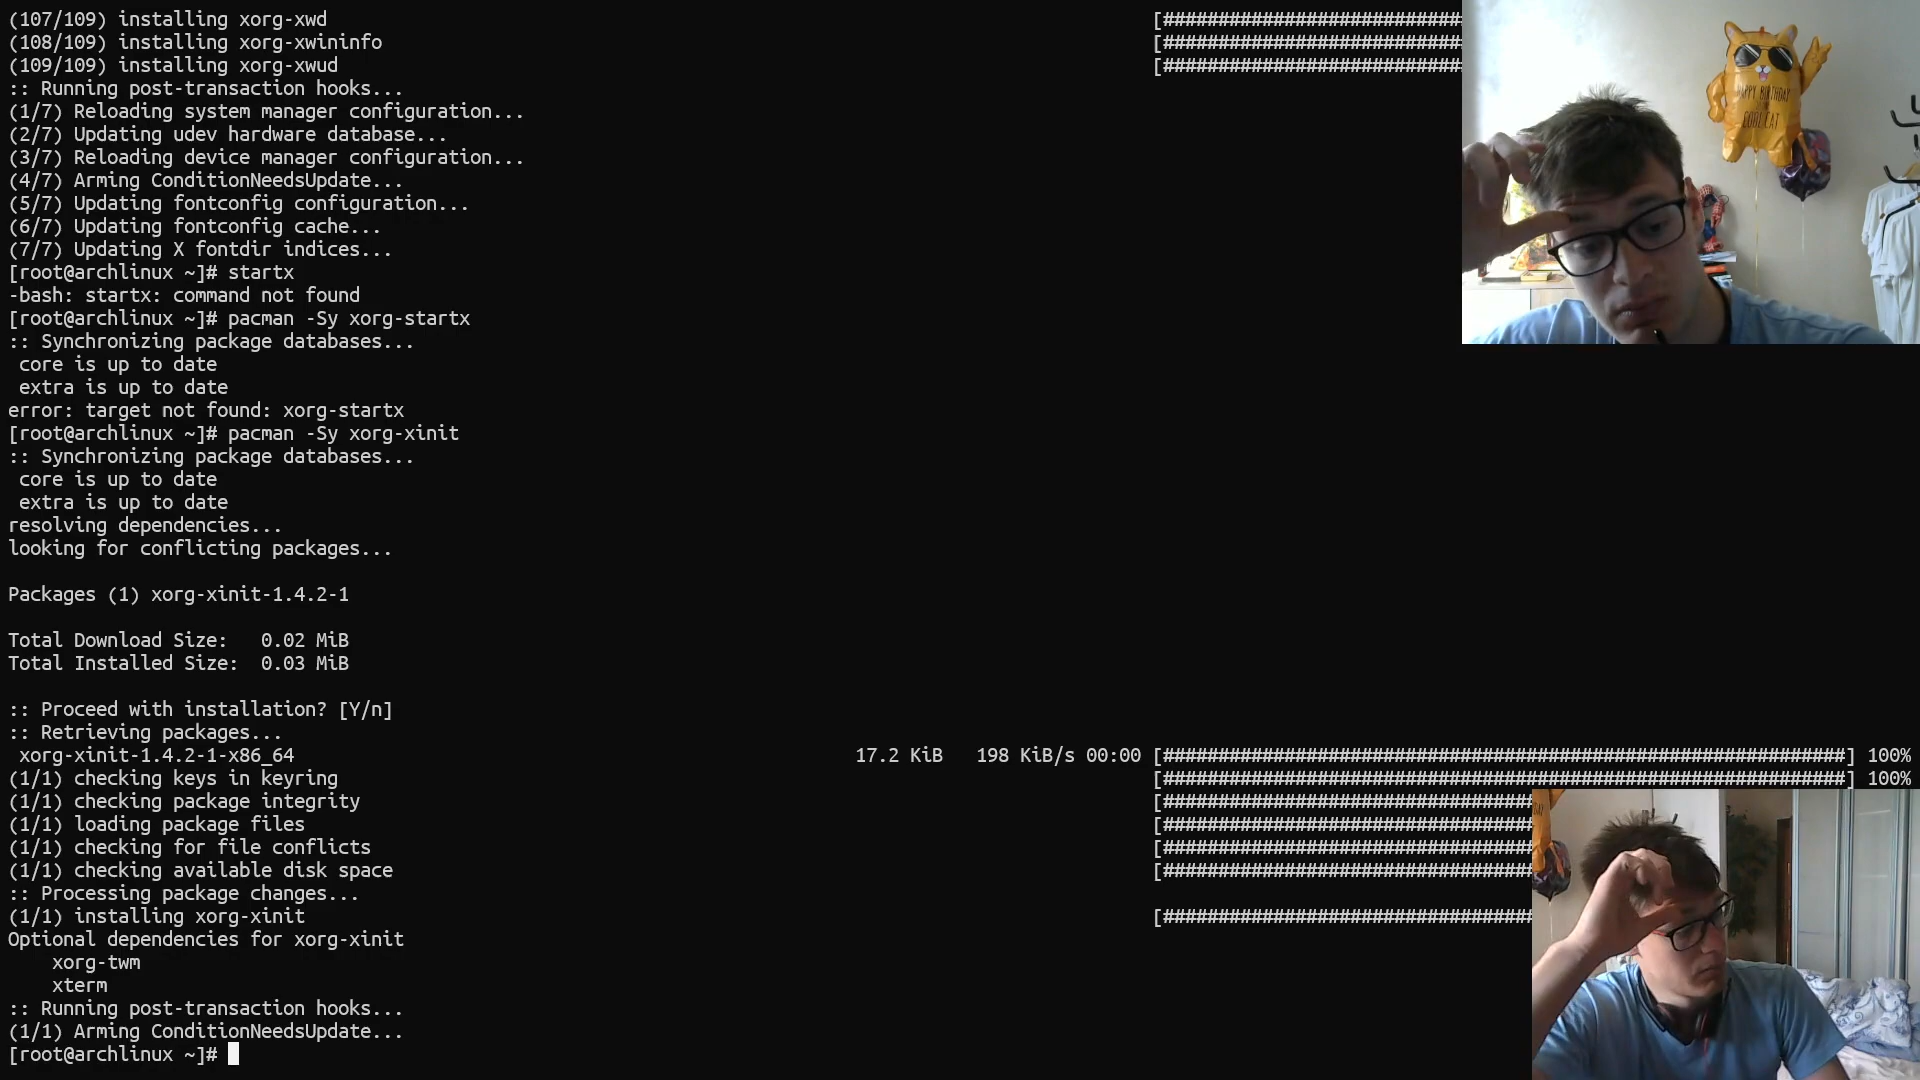 (107/109) installing xorg-xwd [###########################
(108/109) installing xorg-xwininfo [###########################
(109/109) installing xorg-xwud [###########################
:: Running post-transaction hooks...
(1/7) Reloading system manager configuration...
(2/7) Updating udev hardware database...
(3/7) Reloading device manager configuration...
(4/7) Arming ConditionNeedsUpdate...
(5/7) Updating fontconfig configuration...
(6/7) Updating fontconfig cache...
(7/7) Updating X fontdir indices...
[root@archlinux ~]# startx
-bash: startx: command not found
[root@archlinux ~]# pacman -Sy xorg-startx
:: Synchronizing package databases...
core is up to date
extra is up to date
error: target not found: xorg-startx
[root@archlinux ~]# pacman -Sy xorg-xinit
:: Synchronizing package databases...
core is up to date
extra is up to date
resolving dependencies...
looking for conflicting packages...
Packages (1) xorg-xinit-1.4.2-1
Total Download Size: 0.02 MiB
Total Installed Size: 0.03 MiB
:: Proceed with installation? [Y/n]
:: Retrieving packages...
xorg-xinit-1.4.2-1-x86_64 17.2 KiB 198 KiB/s 00:00 [##############################################################] 100%
(1/1) checking keys in keyring [##############################################################] 100%
(1/1) checking package integrity [##################################
(1/1) loading package files [##################################
(1/1) checking for file conflicts [##################################
(1/1) checking available disk space [##################################
:: Processing package changes...
(1/1) installing xorg-xinit [##################################
Optional dependencies for xorg-xinit
xorg-twm
xterm
:: Running post-transaction hooks...
(1/1) Arming ConditionNeedsUpdate...
[root@archlinux ~]#
HAPPY BIRTHDAY
COOL CAT